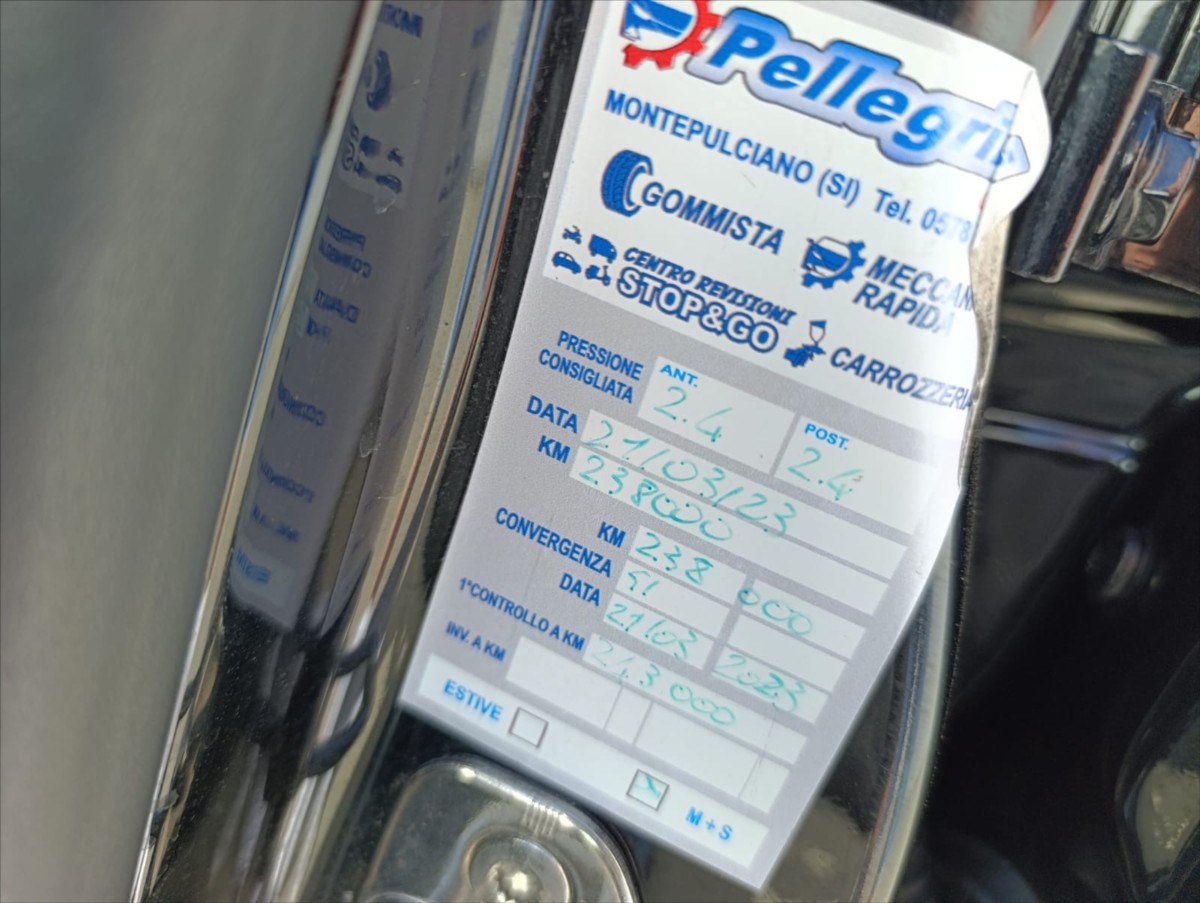 Pellegri
MONTEPULCIANO (SI) Tel. 0578
GOMMISTA
MECCAN
RAPIDA
CENTRO REVISIONI
STOP&GO
CARROZZERIA
PRESSIONE
CONSIGLIATA
ANT.
2.4
POST.
2.4
DATA 21/03/23
KM 238000
KM 238 000
CONVERGENZA SI
DATA 21/03 2023
1°CONTROLLO A KM 243 000
INV. A KM
ESTIVE
M + S